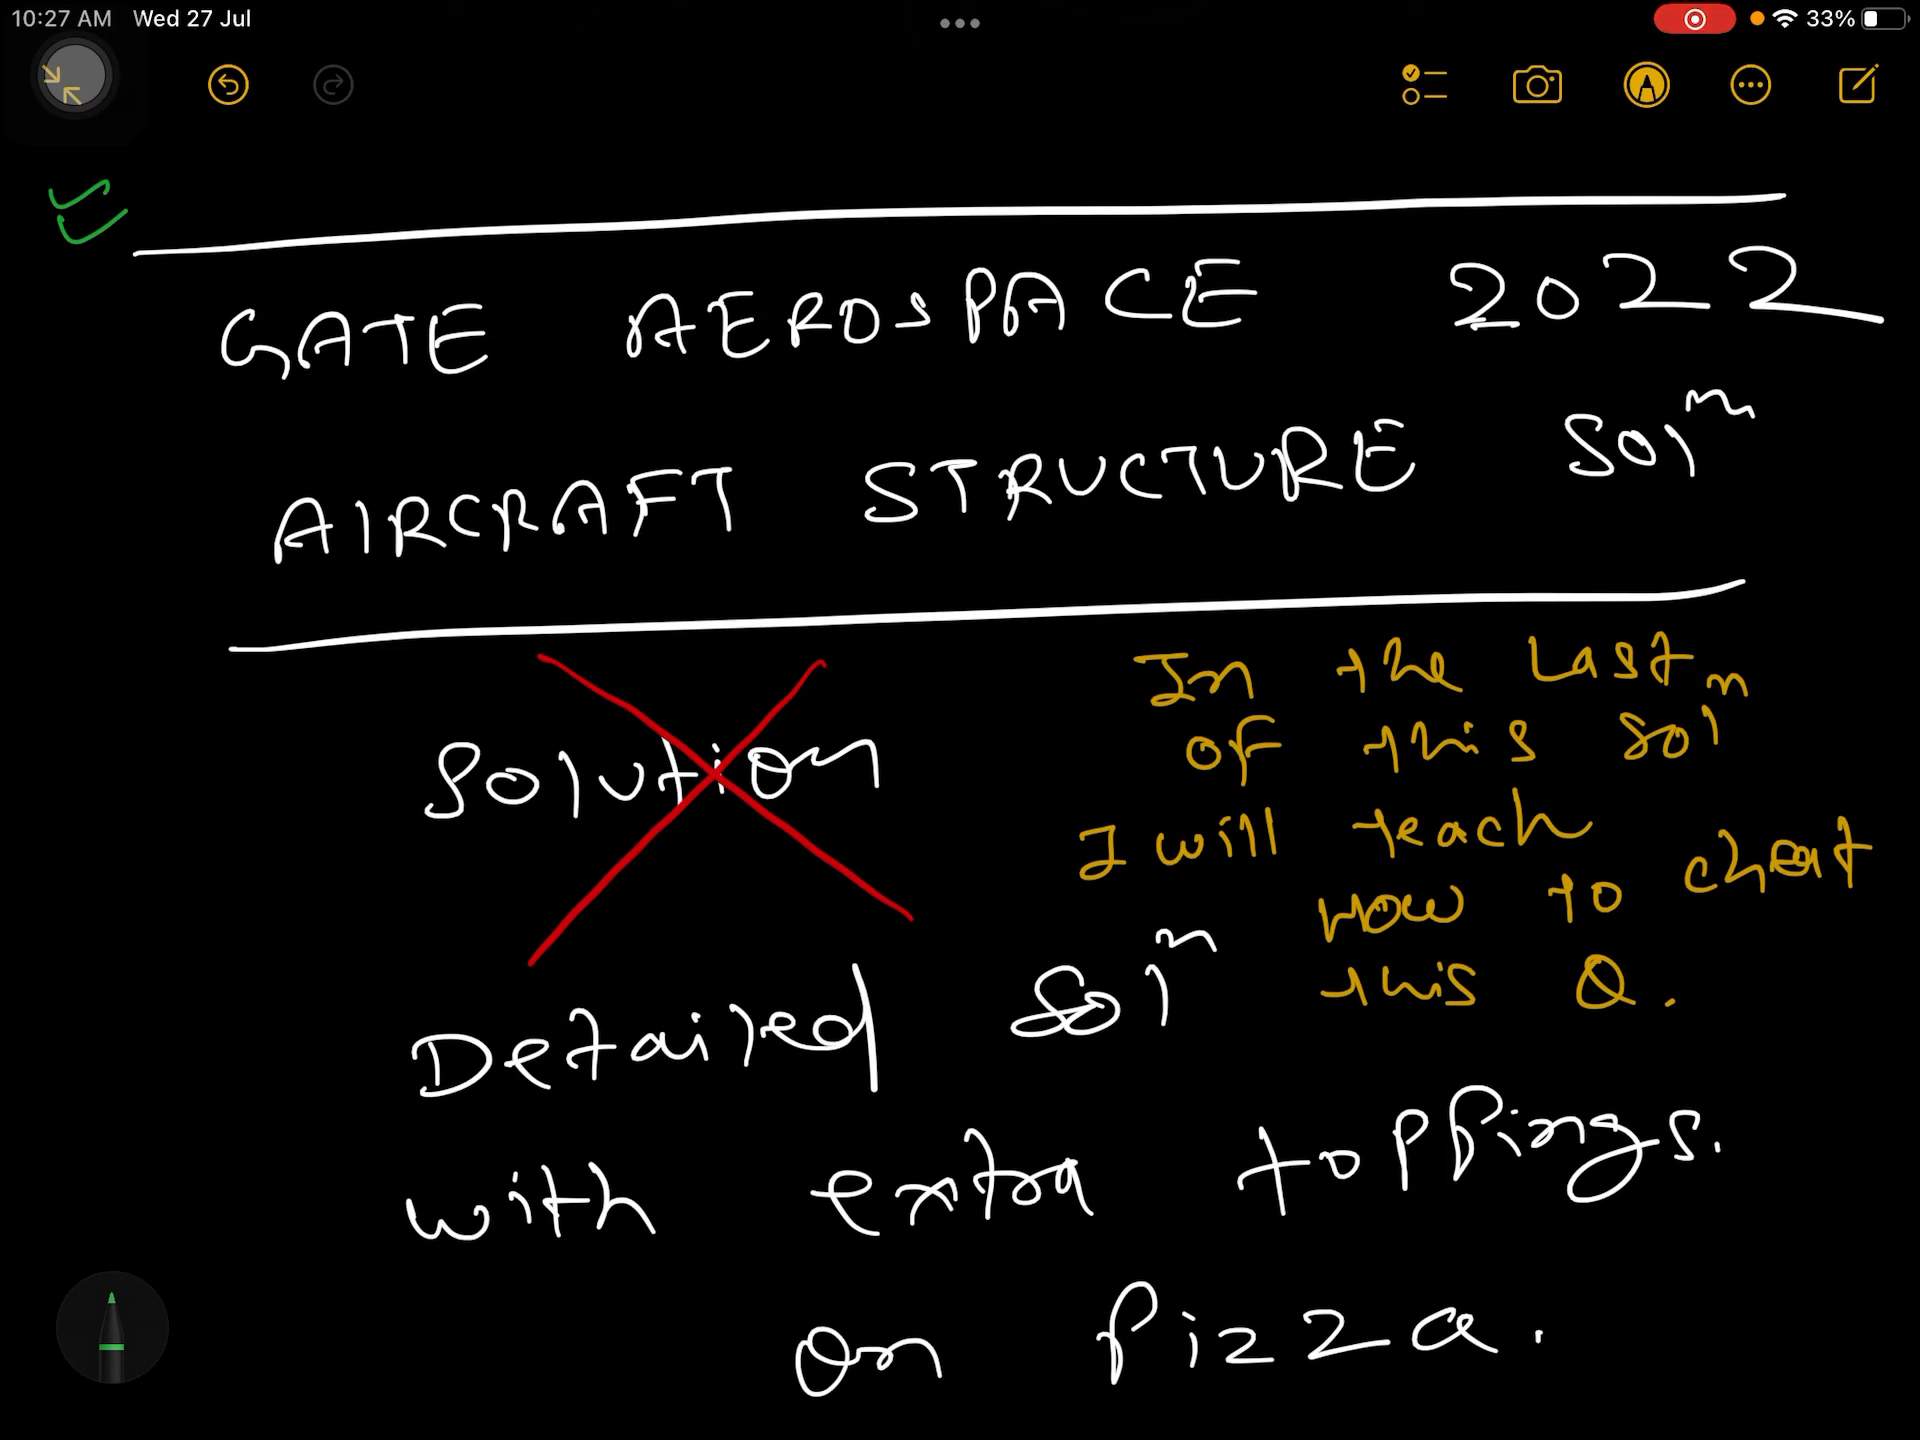 10:27 AM Wed 27 Jul
33%
GATE AEROSPACE 2022
AIRCRAFT STRUCTURE Solⁿ
Solution
In the Last
of this Solⁿ
I will teach
How to cheat
this Q.
Detailed Solⁿ
with extra toppings.
on Pizza.